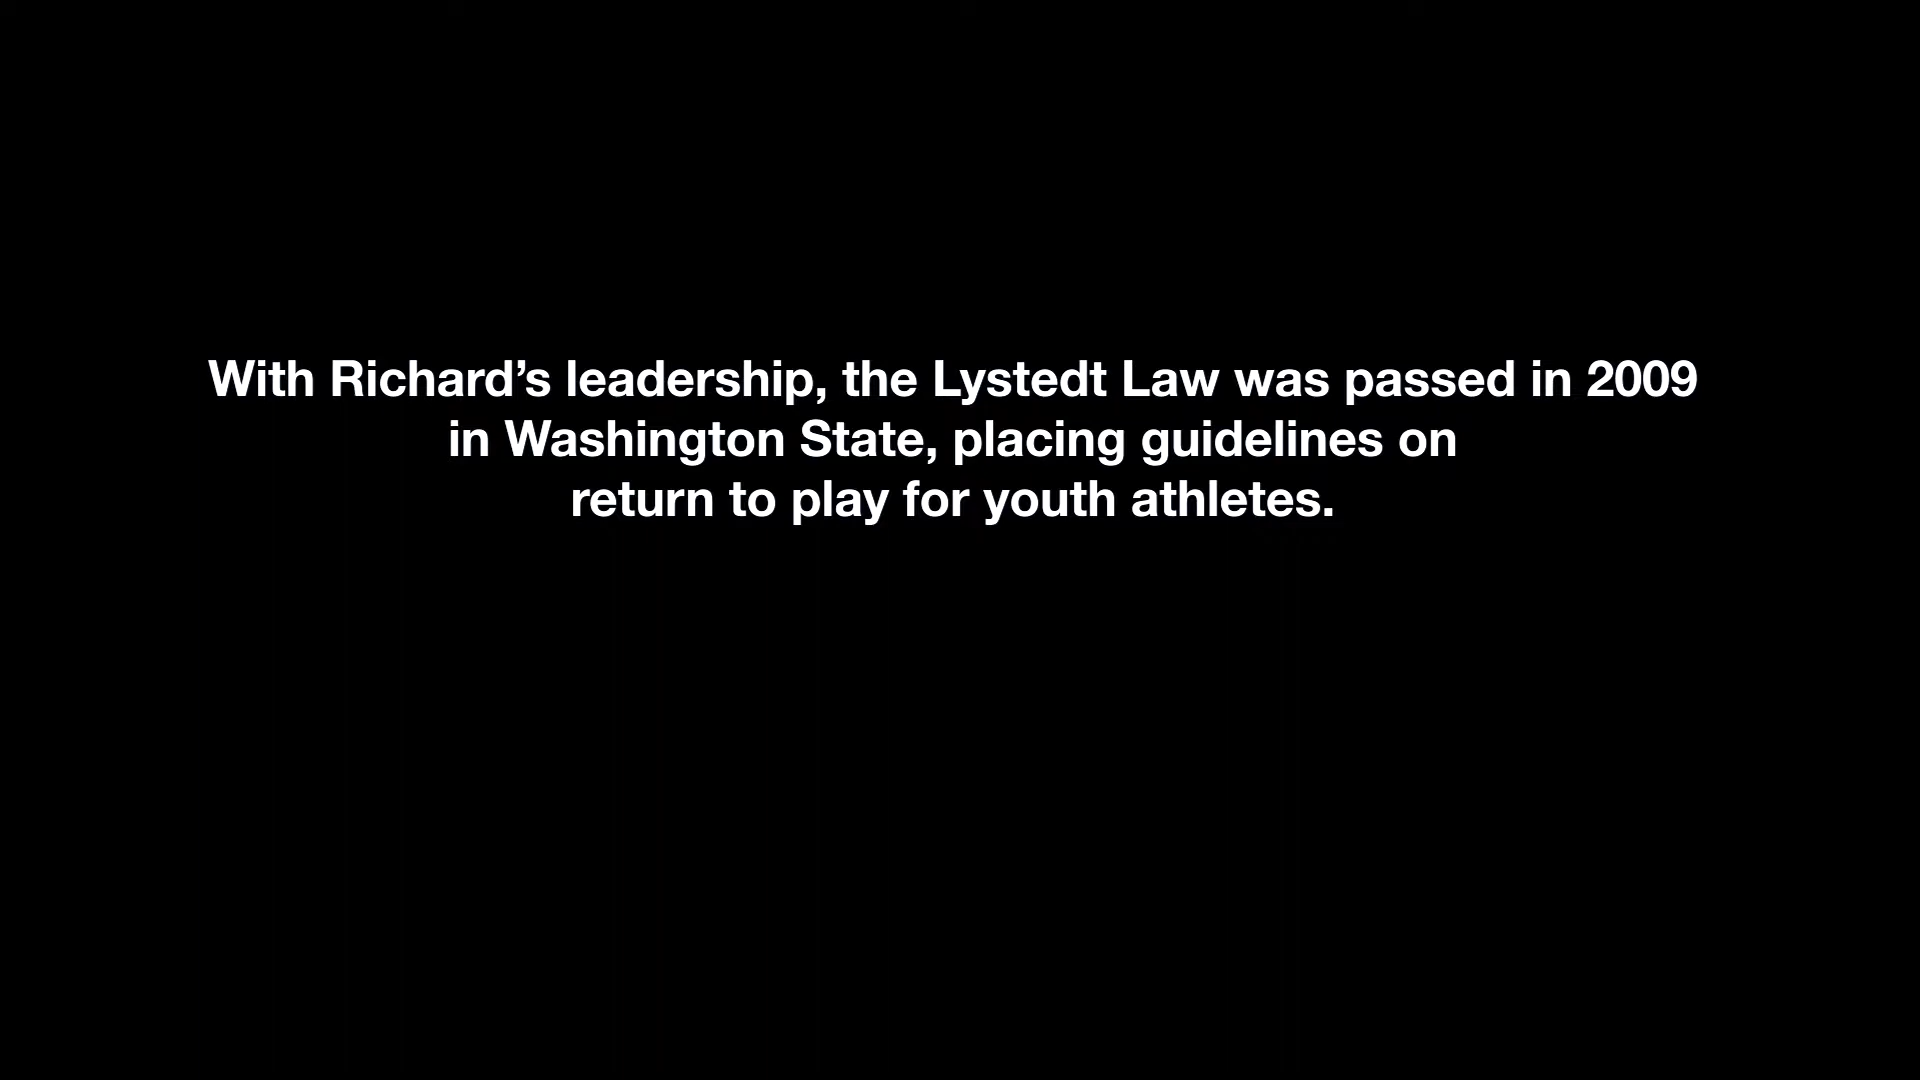 With Richard’s leadership, the Lystedt Law was passed in 2009
in Washington State, placing guidelines on
return to play for youth athletes.